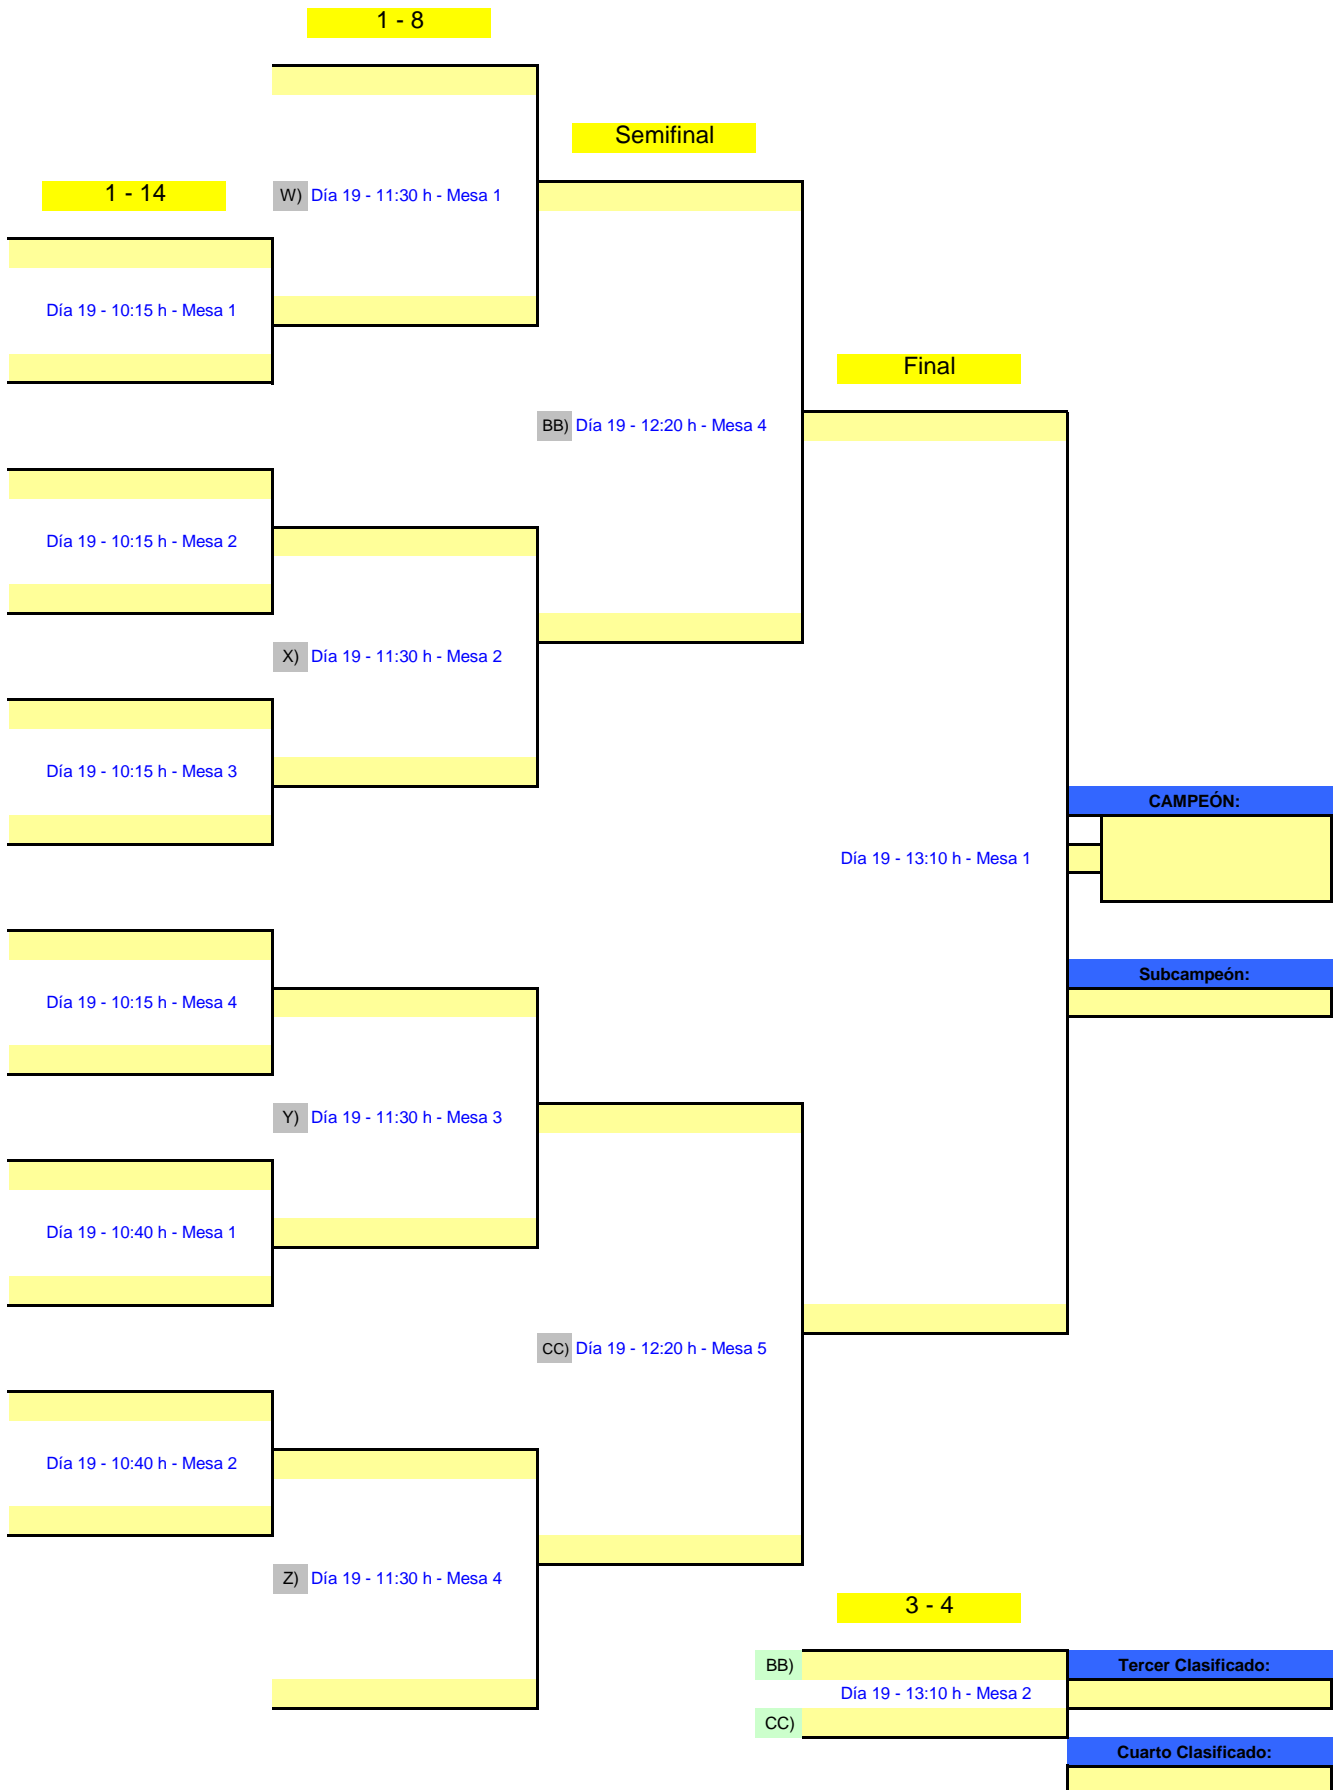 1 - 8
Semifinal
1 - 14
W) Día 19 - 11:30 h - Mesa 1
Día 19 - 10:15 h - Mesa 1
Final
BB) Día 19 - 12:20 h - Mesa 4
Día 19 - 10:15 h - Mesa 2
X) Día 19 - 11:30 h - Mesa 2
Día 19 - 10:15 h - Mesa 3
CAMPEÓN:
Día 19 - 13:10 h - Mesa 1
Subcampeón:
Día 19 - 10:15 h - Mesa 4
Y) Día 19 - 11:30 h - Mesa 3
Día 19 - 10:40 h - Mesa 1
CC) Día 19 - 12:20 h - Mesa 5
Día 19 - 10:40 h - Mesa 2
Z) Día 19 - 11:30 h - Mesa 4
3 - 4
BB)
Tercer Clasificado:
Día 19 - 13:10 h - Mesa 2
CC)
Cuarto Clasificado: